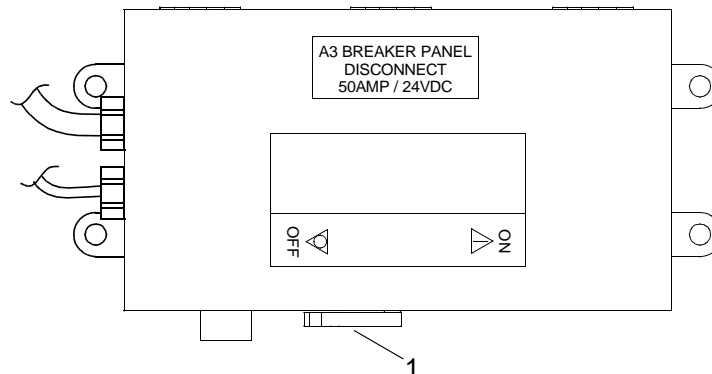 A3 BREAKER PANEL
DISCONNECT
50AMP / 24VDC
OFF
ON
1